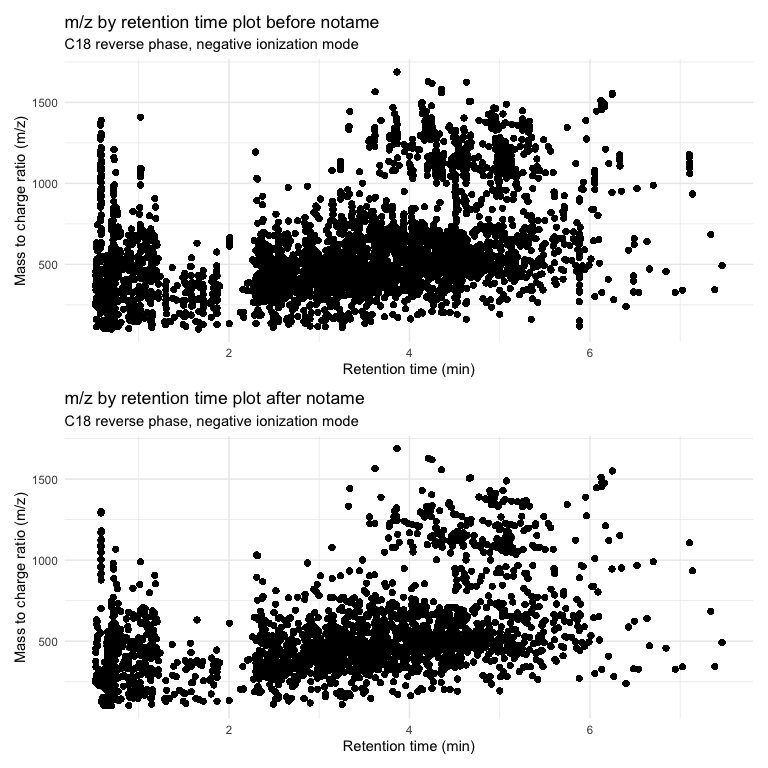 m/z by retention time plot before notame
C18 reverse phase, negative ionization mode
Mass to charge ratio (m/z)
1500
1000
500
2
4
6
Retention time (min)
m/z by retention time plot after notame
C18 reverse phase, negative ionization mode
Mass to charge ratio (m/z)
1500
1000
500
2
4
6
Retention time (min)